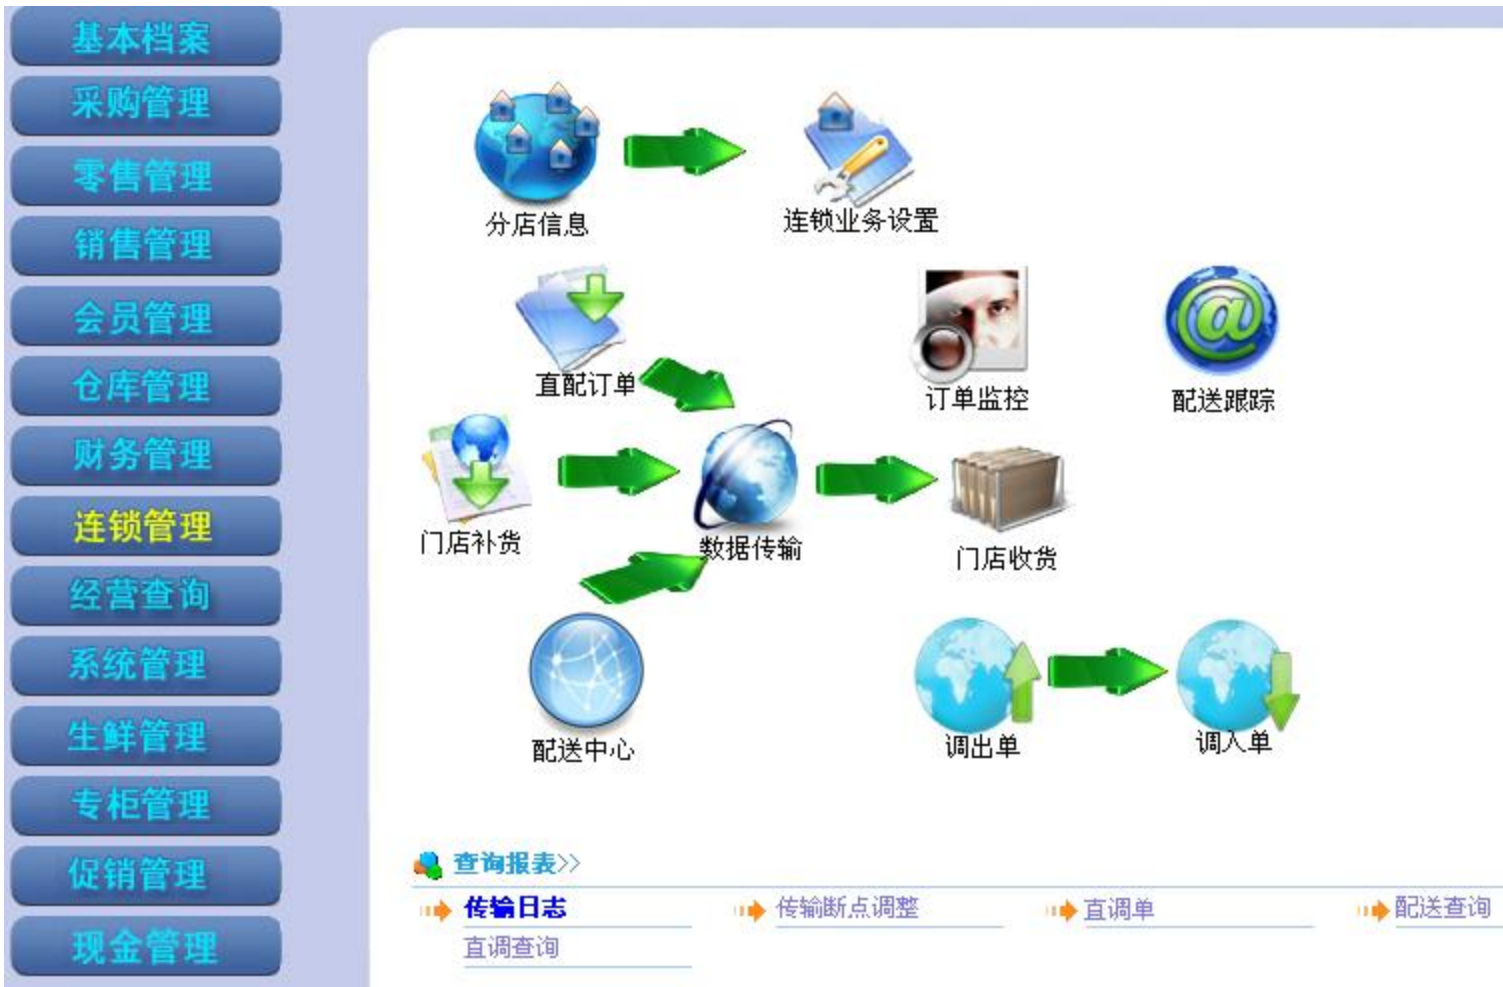 基本档案
采购管理
零售管理
销售管理
会员管理
仓库管理
财务管理
连锁管理
经营查询
系统管理
生鲜管理
专柜管理
促销管理
现金管理
分店信息
连锁业务设置
直配订单
订单监控
配送跟踪
门店补货
数据传输
门店收货
配送中心
调出单
调入单
查询报表>>
传输日志
传输断点调整
直调单
配送查询
直调查询